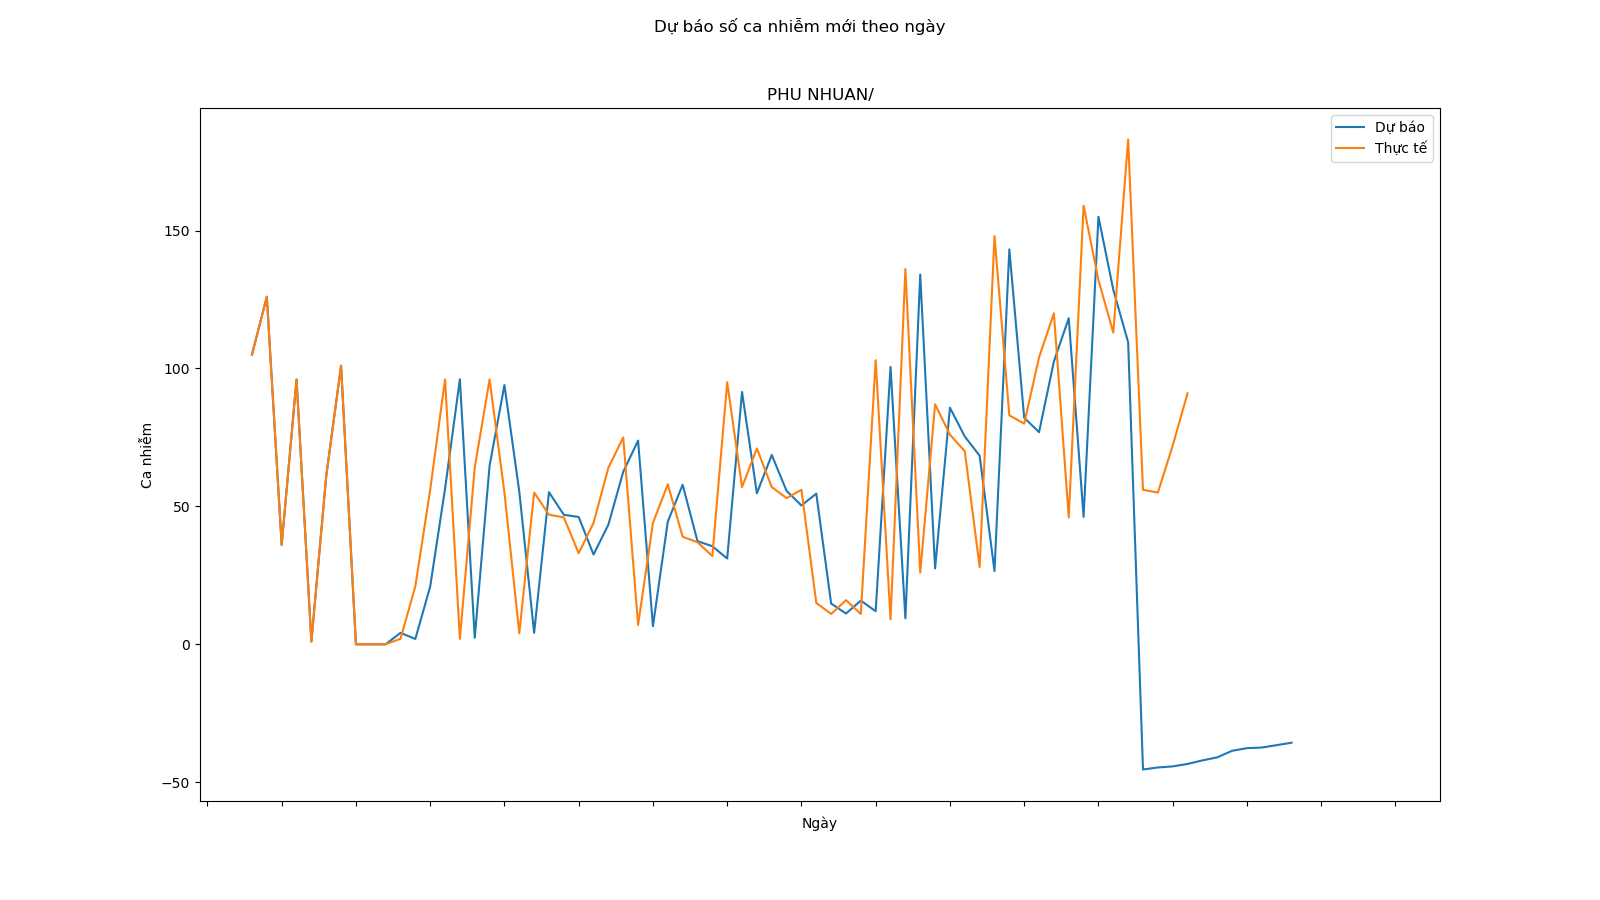 Dự báo số ca nhiễm mới theo ngày
PHU NHUAN/
Dự báo
Thực tế
150
100
50
0
−50
Ca nhiễm
Ngày